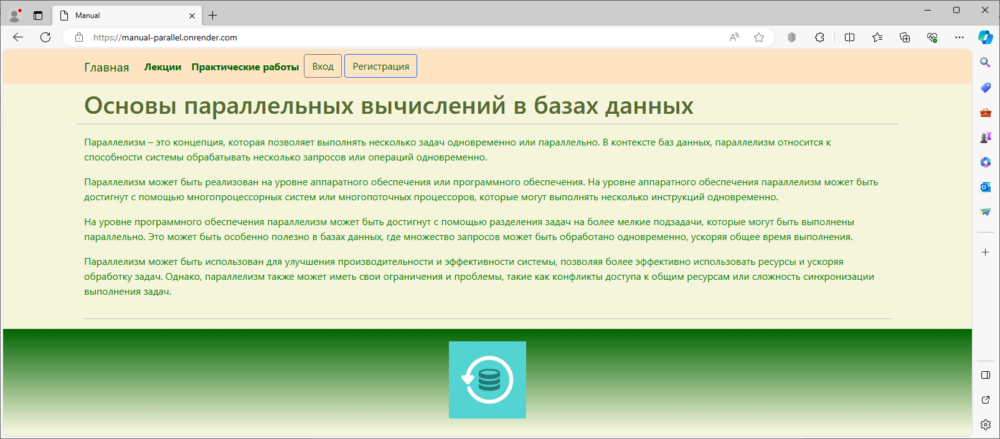 Manual
https://manual-parallel.onrender.com
Главная Лекции Практические работы Вход Регистрация
Основы параллельных вычислений в базах данных
Параллелизм – это концепция, которая позволяет выполнять несколько задач одновременно или параллельно. В контексте баз данных, параллелизм относится к
способности системы обрабатывать несколько запросов или операций одновременно.
Параллелизм может быть реализован на уровне аппаратного обеспечения или программного обеспечения. На уровне аппаратного обеспечения параллелизм может быть
достигнут с помощью многопроцессорных систем или многопоточных процессоров, которые могут выполнять несколько инструкций одновременно.
На уровне программного обеспечения параллелизм может быть достигнут с помощью разделения задач на более мелкие подзадачи, которые могут быть выполнены
параллельно. Это может быть особенно полезно в базах данных, где множество запросов может быть обработано одновременно, ускоряя общее время выполнения.
Параллелизм может быть использован для улучшения производительности и эффективности системы, позволяя более эффективно использовать ресурсы и ускоряя
обработку задач. Однако, параллелизм также может иметь свои ограничения и проблемы, такие как конфликты доступа к общим ресурсам или сложность синхронизации
выполнения задач.